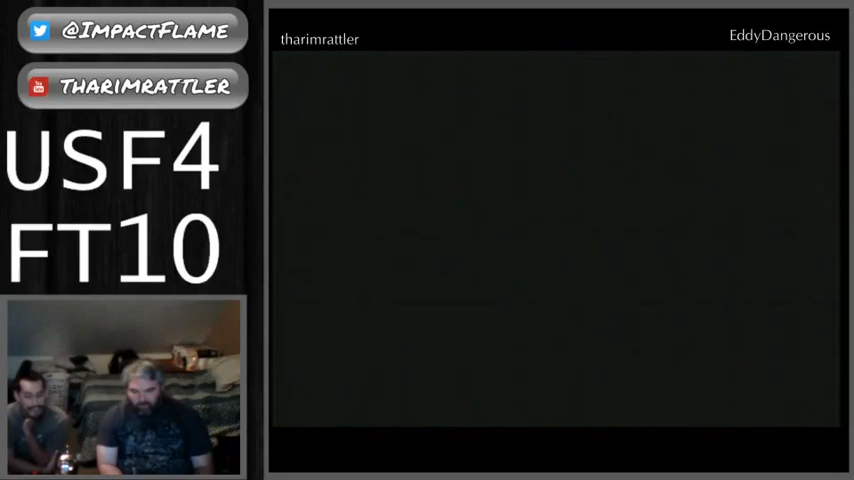 @ImpactFlame
tharimrattler
USF4
FT10
tharimrattler
EddyDangerous